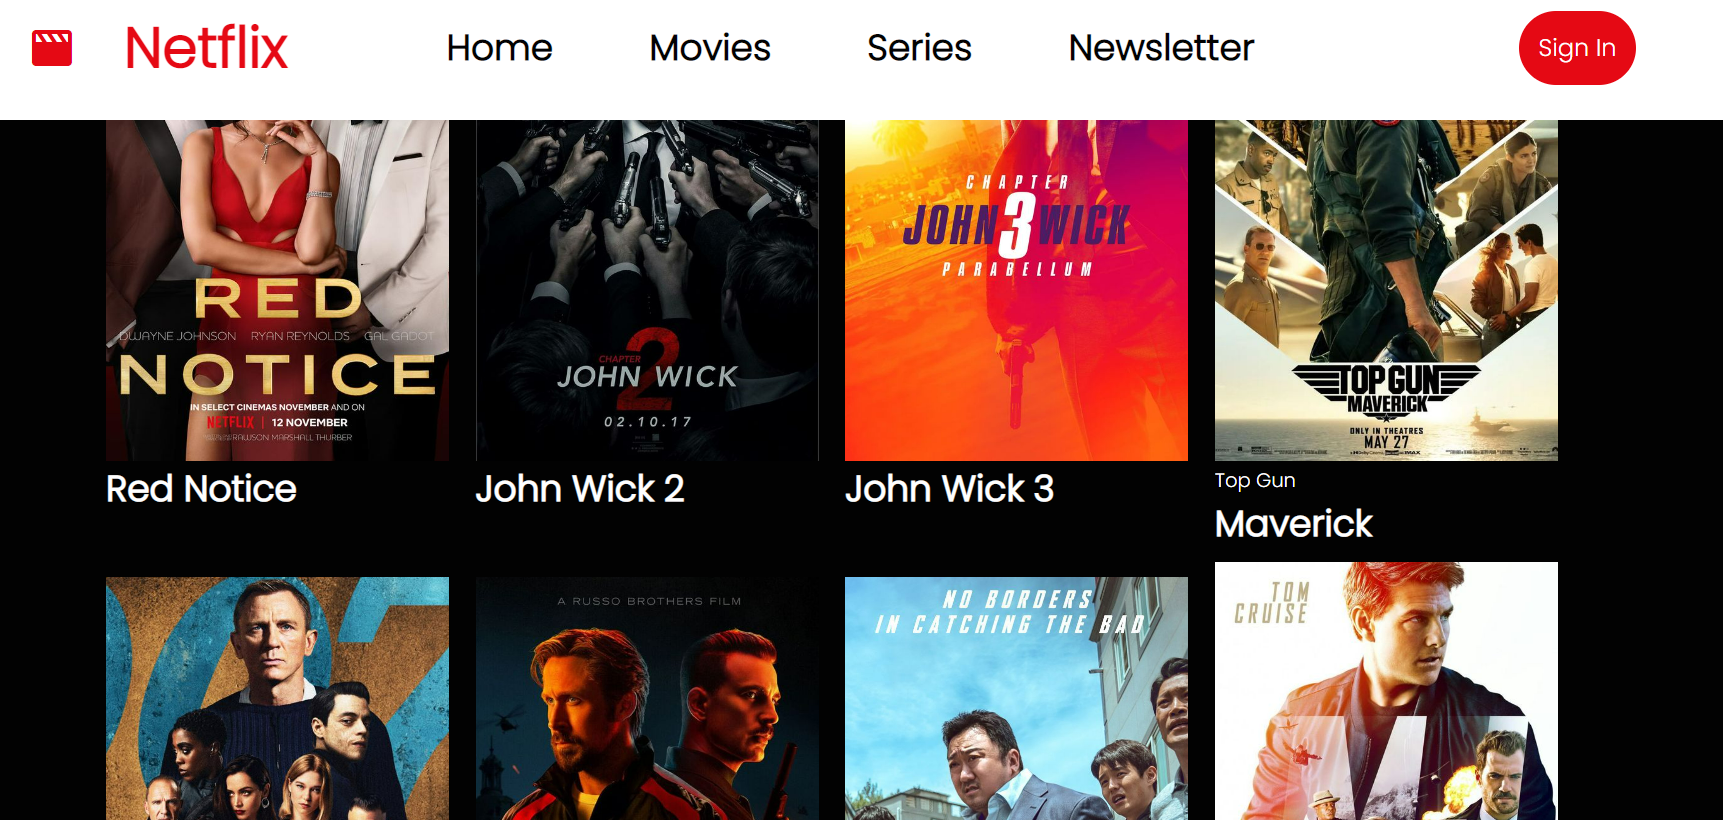 Netflix
Home
Movies
Series
Newsletter
Sign In
RED
DWAYNE JOHNSON RYAN REYNOLDS GAL GADOT
NOTICE
IN SELECT CINEMAS NOVEMBER AND ON
NETFLIX | 12 NOVEMBER
RAWSON MARSHALL THURBER
CHAPTER
2
JOHN WICK
02.10.17
CHAPTER
JOHN 3 WICK
PARABELLUM
TOP GUN
MAVERICK
ONLY IN THEATRES
MAY 27
IMAX
Red Notice
John Wick 2
John Wick 3
Top Gun
Maverick
A RUSSO BROTHERS FILM
NO BORDERS
IN CATCHING THE BAD
TOM
CRUISE